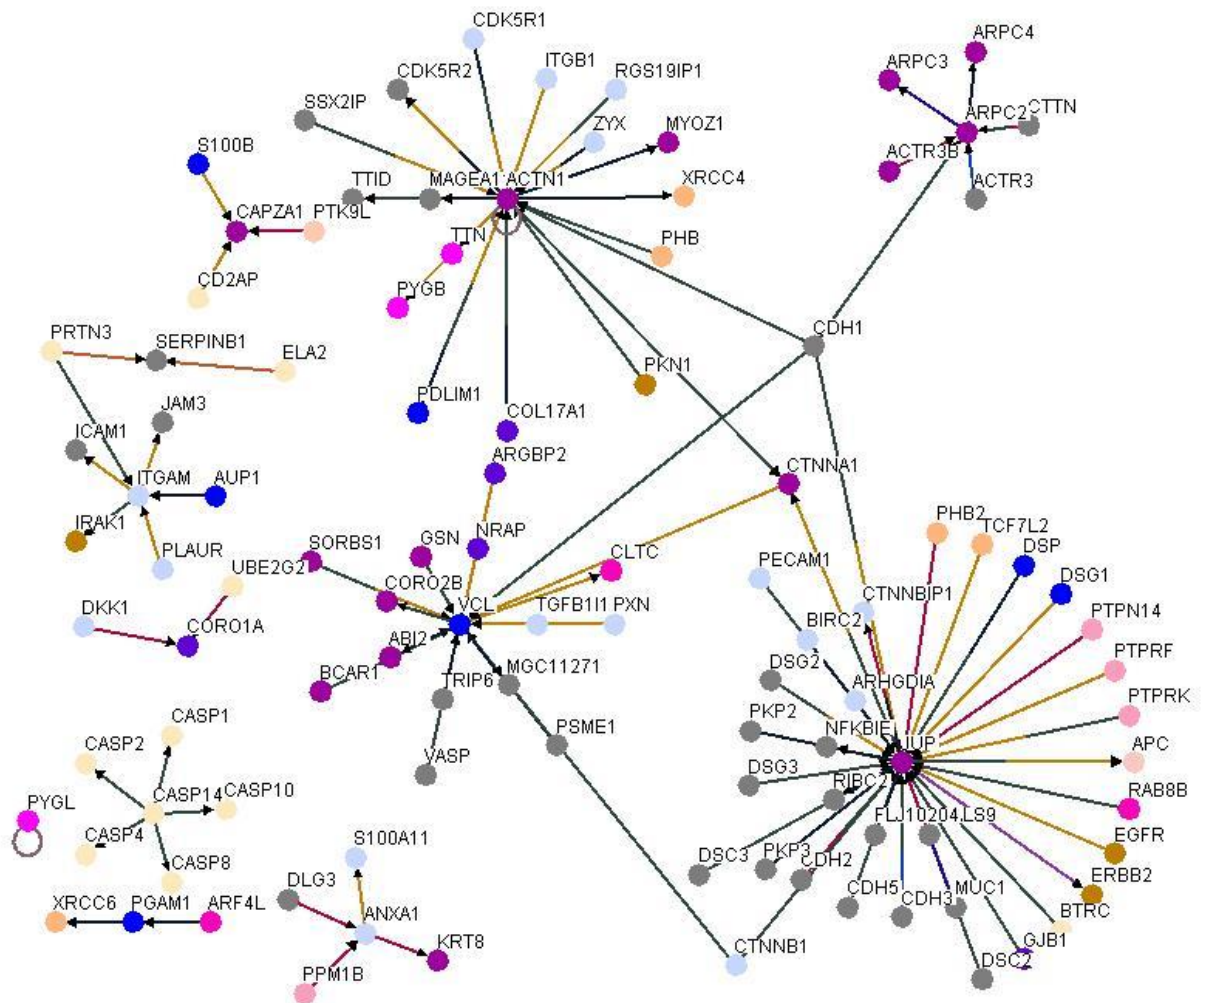 CDK5R1
ARPC4
ITGB1
ARPC3
CDK5R2
RGS19IP1
SSX2IP
ARPC2
CTTN
ZYX
MYOZ1
S100B
ACTR3B
TTID
MAGEA1
ACTN1
XRCC4
ACTR3
CAPZA1
PTK9L
TTN
PHB
CD2AP
PYGB
PRTN3
SERPINB1
CDH1
ELA2
PKN1
PDLIM1
JAM3
COL17A1
ICAM1
ARGBP2
ITGAM
AUP1
CTNNA1
IRAK1
PHB2
TCF7L2
GSN
NRAP
DSP
SORBS1
CLTC
PECAM1
PLAUR
UBE2G2
DSG1
CORO2B
CTNNBIP1
DKK1
VCL
TGFB1I1
PXN
PTPN14
CORO1A
BIRC2
ABI2
PTPRF
DSG2
MGC11271
BCAR1
TRIP6
ARHGDIA
PTPRK
CASP1
PKP2
NFKBIE
JUP
APC
CASP2
PSME1
VASP
DSG3
RIBC2
RAB8B
CASP14
CASP10
PYGL
FLJ10204
LS9
CASP4
S100A11
EGFR
CASP8
DSC3
PKP3
CDH2
ERBB2
DLG3
CDH5
CDH3
MUC1
XRCC6
PGAM1
ARF4L
ANXA1
BTRC
KRT8
CTNNB1
GJB1
DSC2
PPM1B